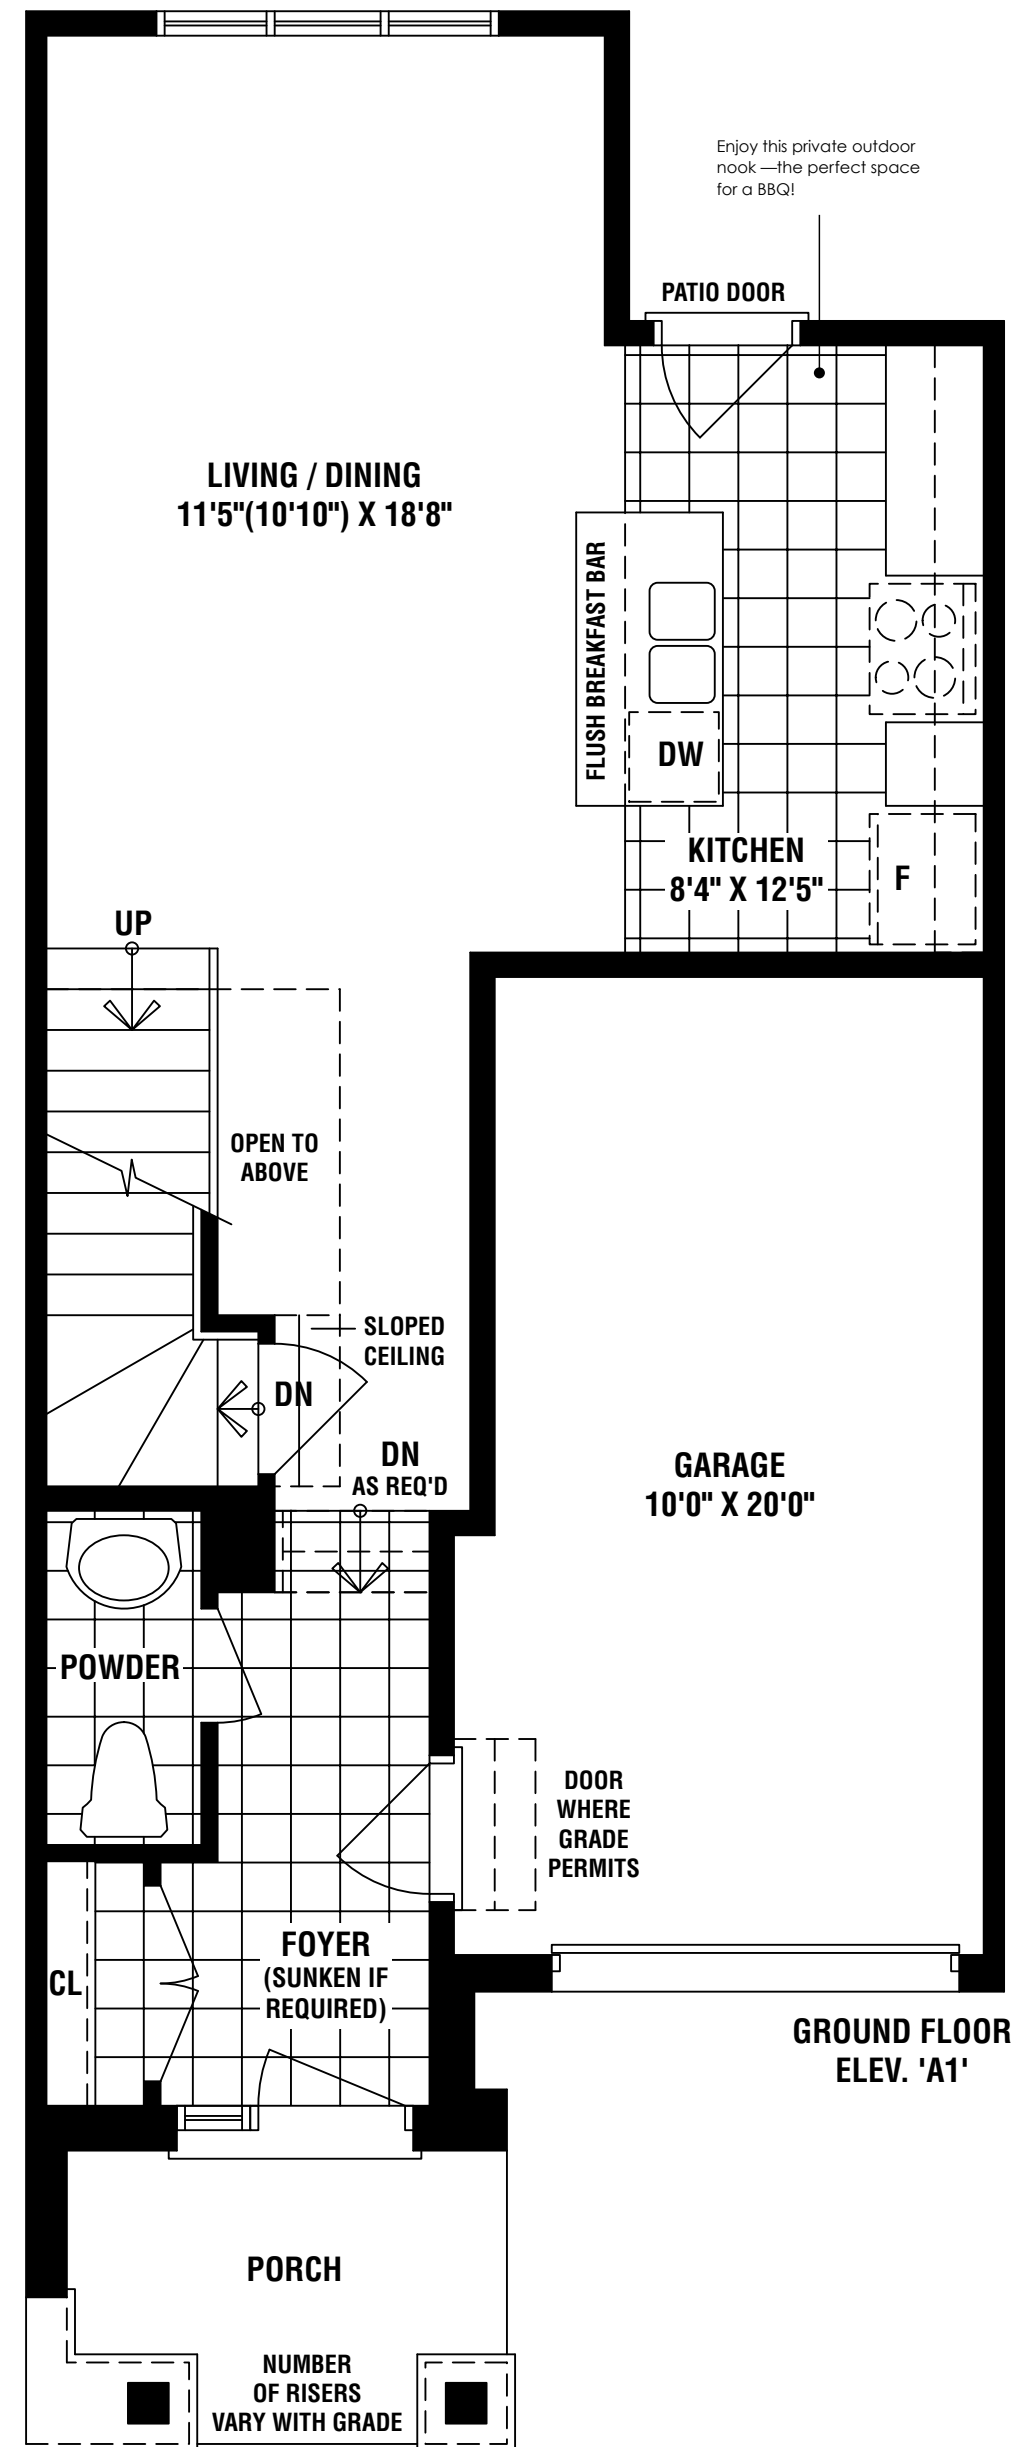 Enjoy this private outdoor
nook —the perfect space
for a BBQ!
PATIO DOOR
LIVING / DINING
11'5"(10'10") X 18'8"
FLUSH BREAKFAST BAR
DW
KITCHEN
8'4" X 12'5"
F
UP
OPEN TO
ABOVE
SLOPED
CEILING
DN
DN
AS REQ'D
GARAGE
10'0" X 20'0"
POWDER
DOOR
WHERE
GRADE
PERMITS
FOYER
(SUNKEN IF
REQUIRED)
CL
GROUND FLOOR
ELEV. 'A1'
PORCH
NUMBER
OF RISERS
VARY WITH GRADE